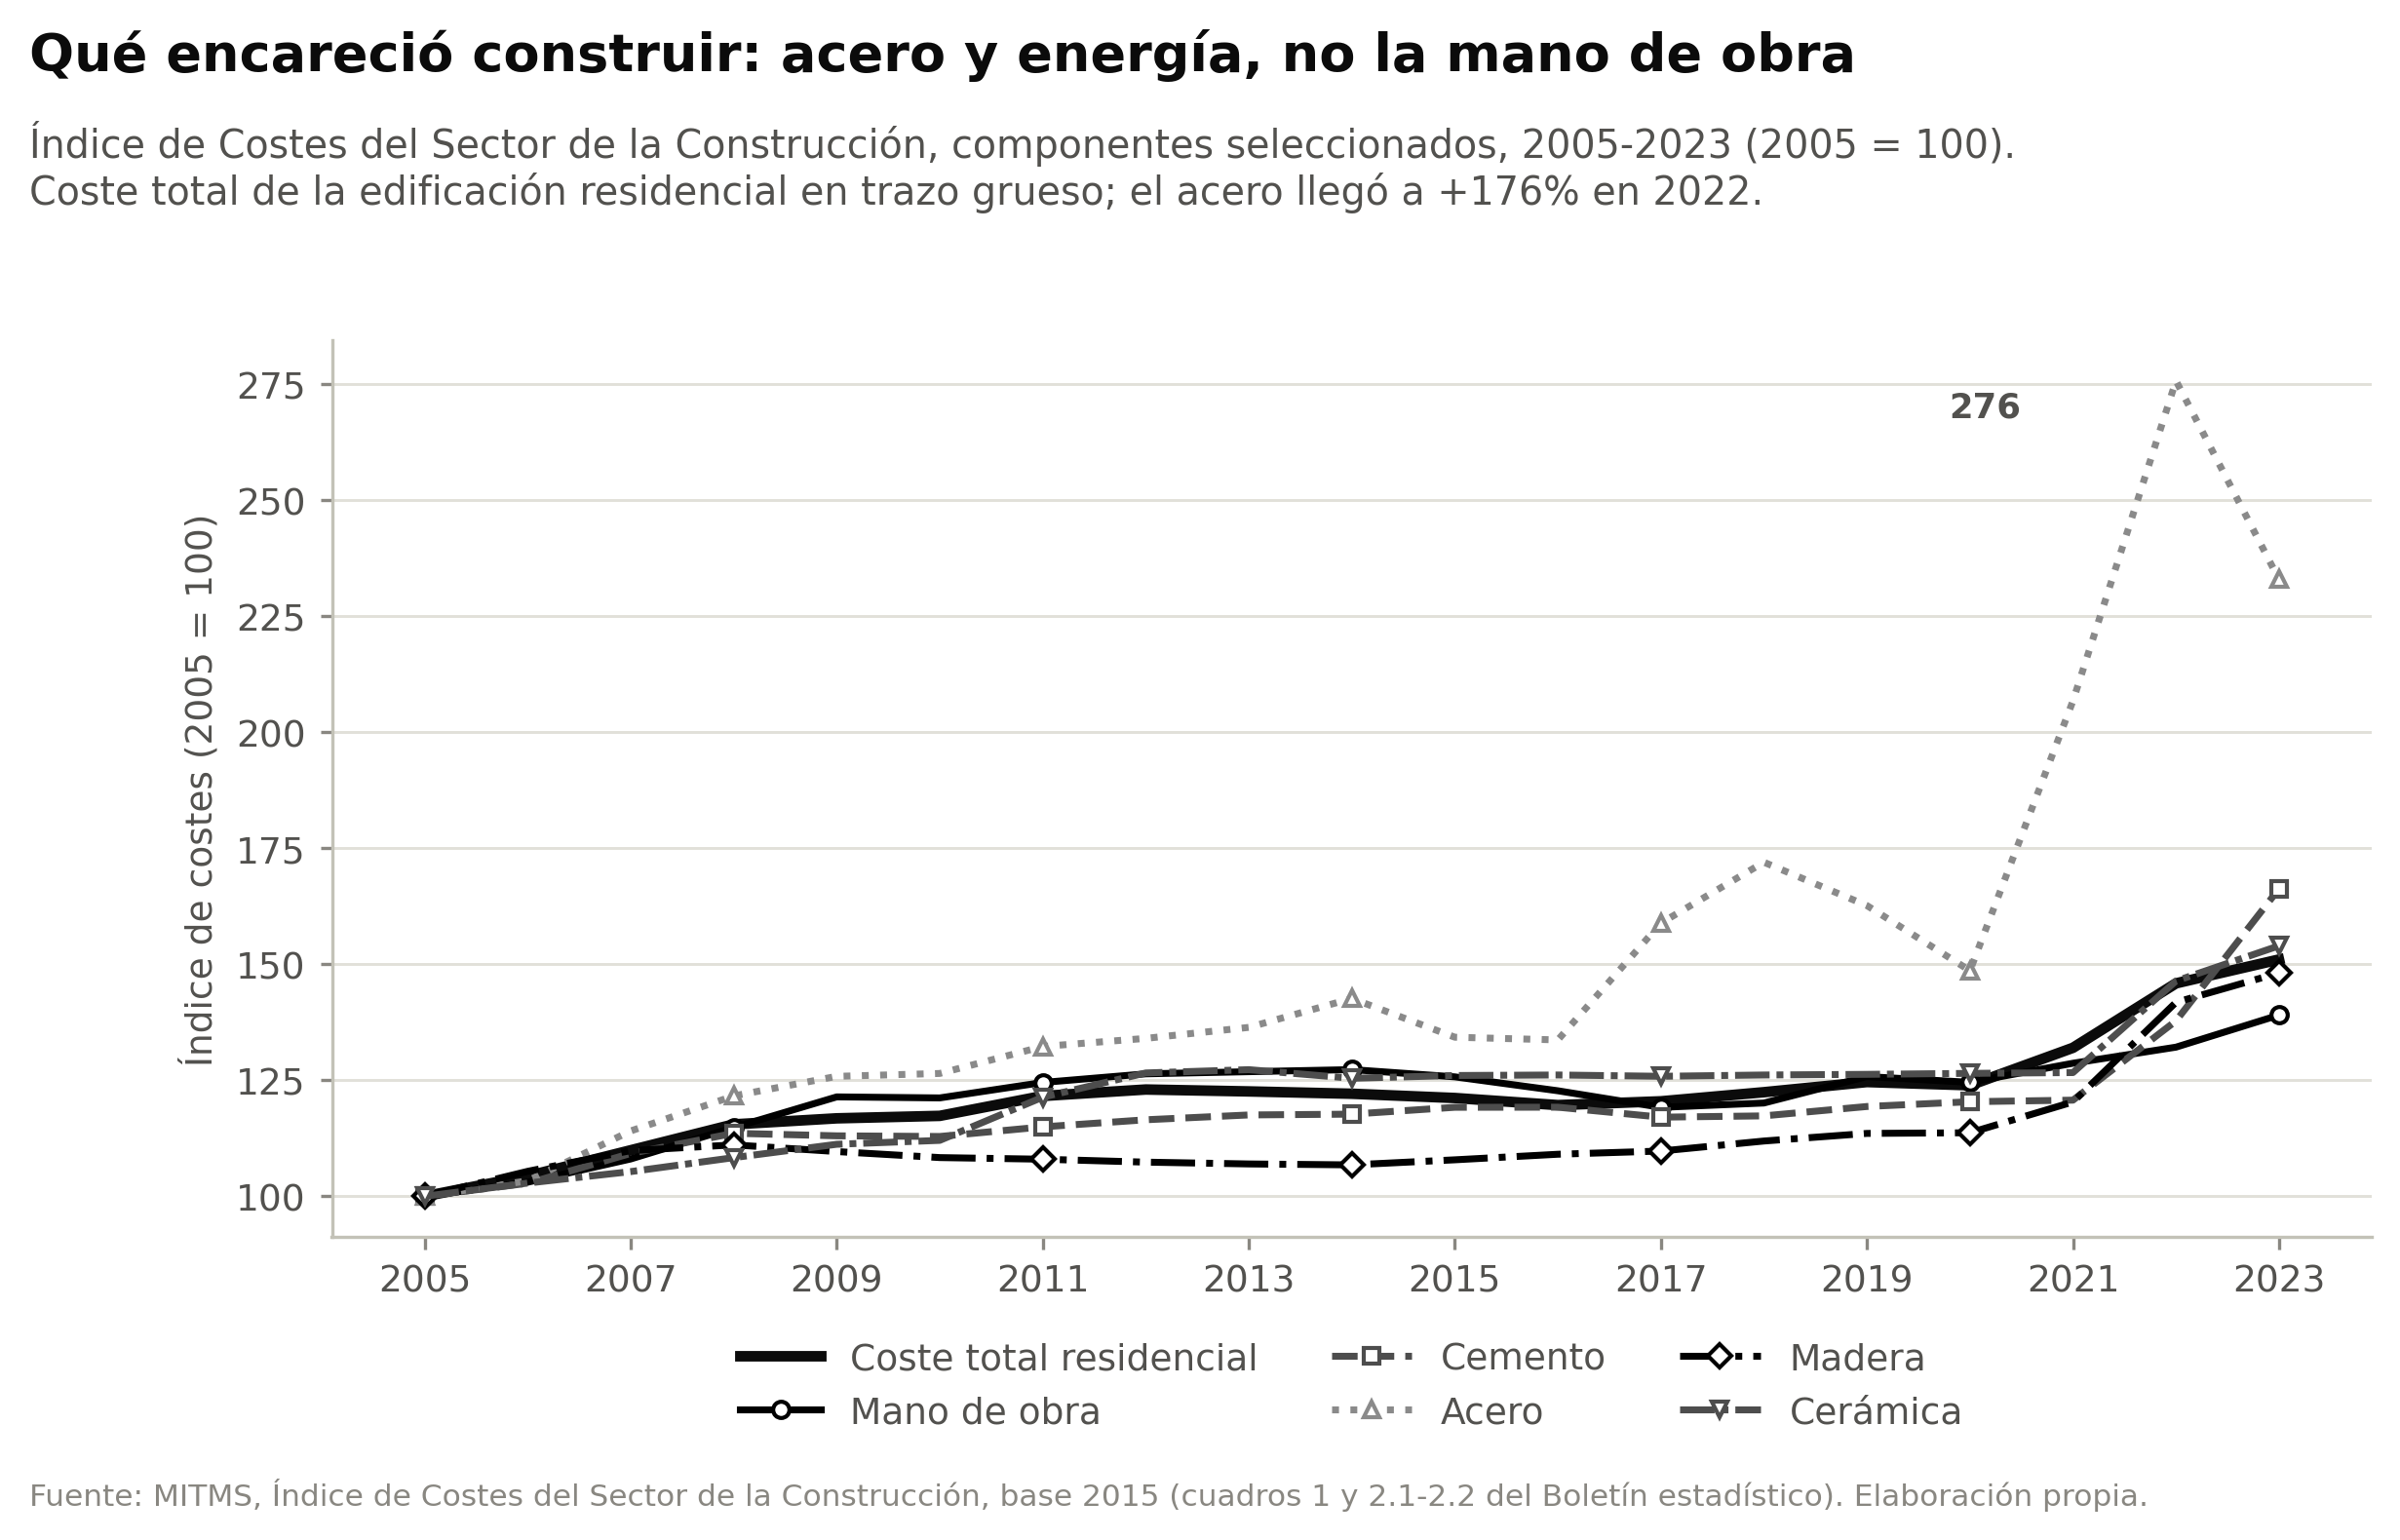 Qué encareció construir: acero y energía, no la mano de obra
Índice de Costes del Sector de la Construcción, componentes seleccionados, 2005-2023 (2005 = 100).
Coste total de la edificación residencial en trazo grueso; el acero llegó a +176% en 2022.
Índice de costes (2005 = 100)
275
250
225
200
175
150
125
100
276
2005 2007 2009 2011 2013 2015 2017 2019 2021 2023
Coste total residencial Cemento Madera
Mano de obra Acero Cerámica
Fuente: MITMS, Índice de Costes del Sector de la Construcción, base 2015 (cuadros 1 y 2.1-2.2 del Boletín estadístico). Elaboración propia.